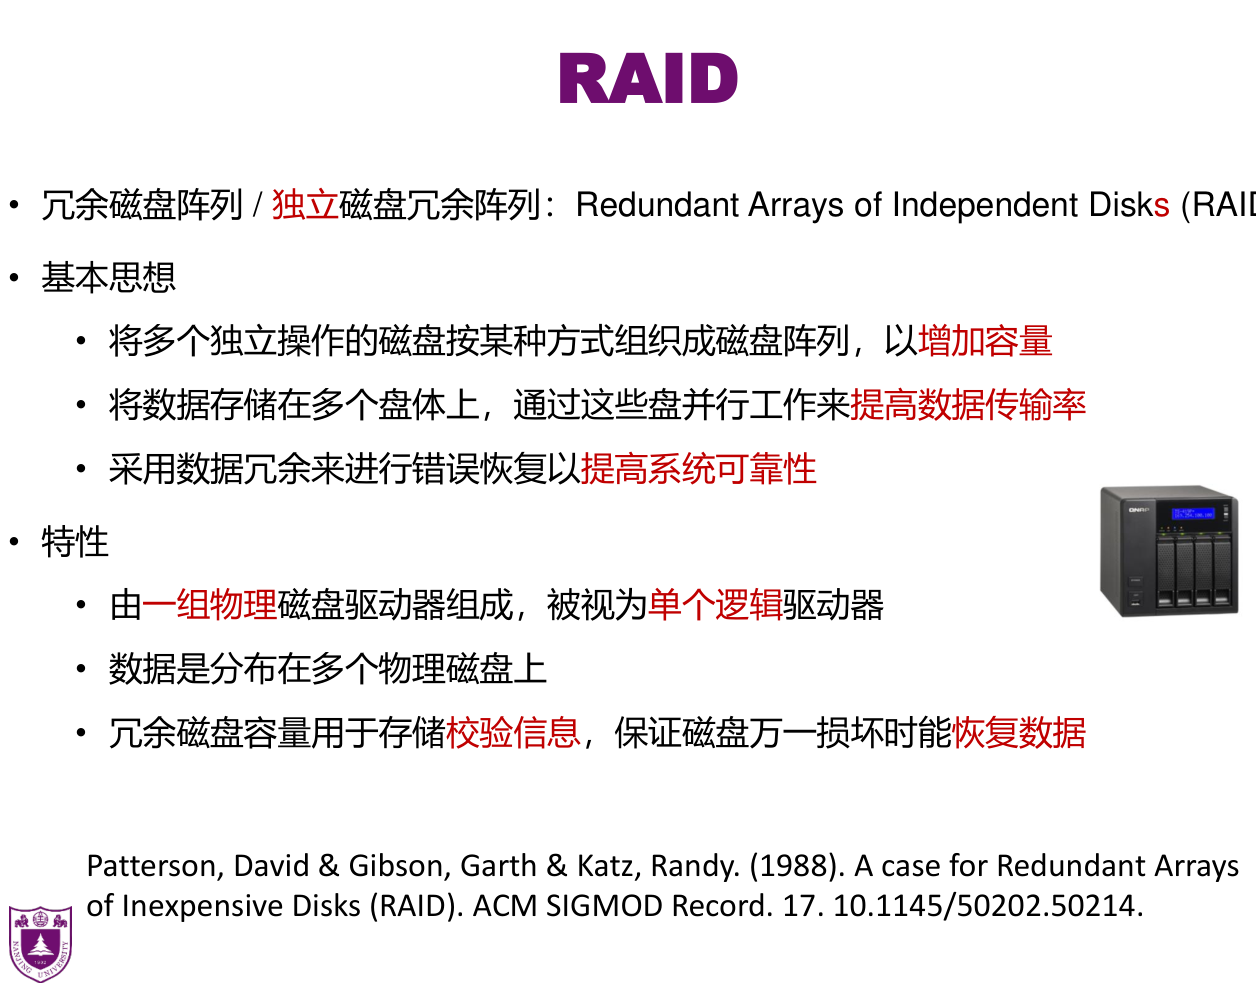 RAID
• 冗余磁盘阵列 / 独立磁盘冗余阵列：Redundant Arrays of Independent Disks (RAID
• 基本思想
• 将多个独立操作的磁盘按某种方式组织成磁盘阵列，以增加容量
• 将数据存储在多个盘体上，通过这些盘并行工作来提高数据传输率
• 采用数据冗余来进行错误恢复以提高系统可靠性
• 特性
• 由一组物理磁盘驱动器组成，被视为单个逻辑驱动器
• 数据是分布在多个物理磁盘上
• 冗余磁盘容量用于存储校验信息，保证磁盘万一损坏时能恢复数据
QNAP
Patterson, David & Gibson, Garth & Katz, Randy. (1988). A case for Redundant Arrays
of Inexpensive Disks (RAID). ACM SIGMOD Record. 17. 10.1145/50202.50214.
NANJING UNIVERSITY
1902